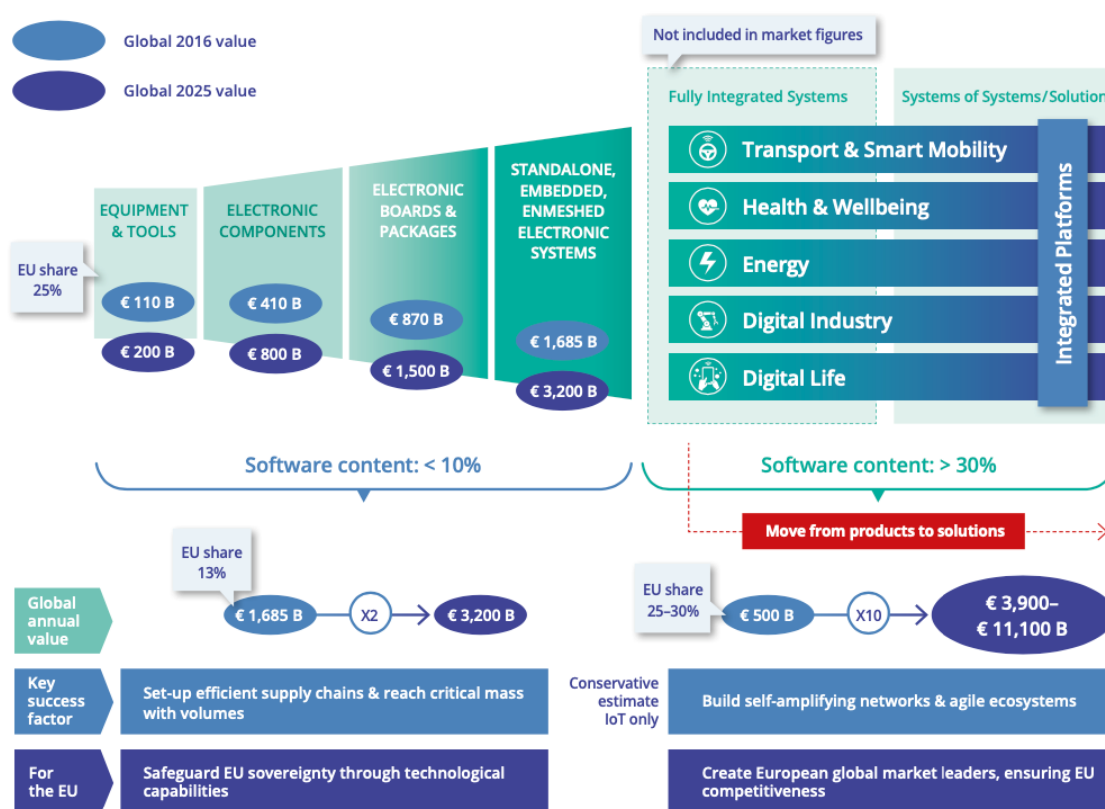 Global 2016 value
Global 2025 value
Not included in market figures
Fully Integrated Systems
Systems of Systems/Solution
EQUIPMENT
& TOOLS
ELECTRONIC
COMPONENTS
ELECTRONIC
BOARDS &
PACKAGES
STANDALONE,
EMBEDDED,
ENMESHED
ELECTRONIC
SYSTEMS
EU share
25%
€ 110 B
€ 200 B
€ 410 B
€ 800 B
€ 870 B
€ 1,500 B
€ 1,685 B
€ 3,200 B
Transport & Smart Mobility
Health & Wellbeing
Energy
Digital Industry
Digital Life
Integrated Platforms
Software content: < 10%
Software content: > 30%
Move from products to solutions
Global
annual
value
EU share
13%
€ 1,685 B
X2
€ 3,200 B
EU share
25–30%
€ 500 B
X10
€ 3,900–
€ 11,100 B
Key
success
factor
Set-up efficient supply chains & reach critical mass
with volumes
Conservative
estimate
IoT only
Build self-amplifying networks & agile ecosystems
For
the EU
Safeguard EU sovereignty through technological
capabilities
Create European global market leaders, ensuring EU
competitiveness